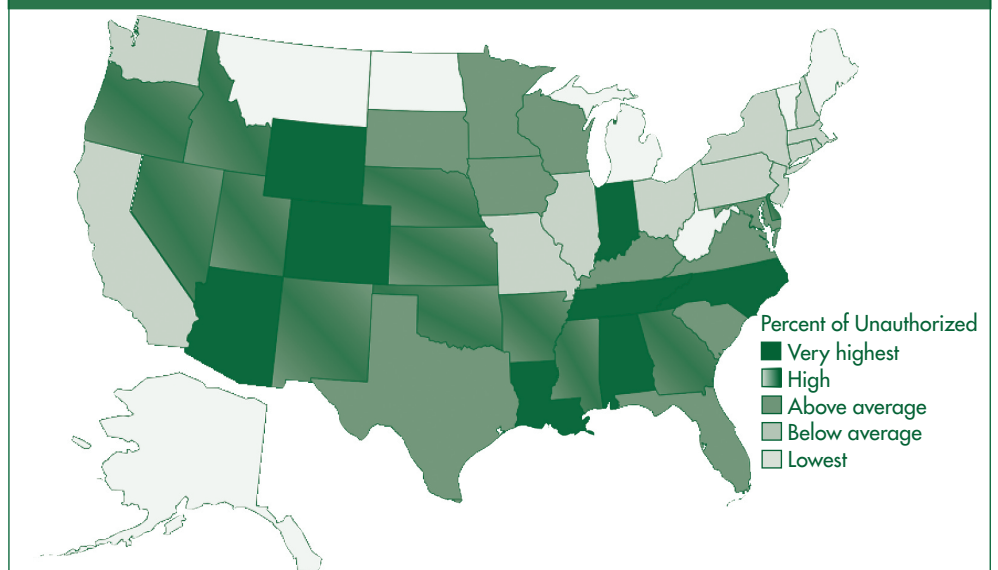 Percent of Unauthorized
Very highest
High
Above average
Below average
Lowest